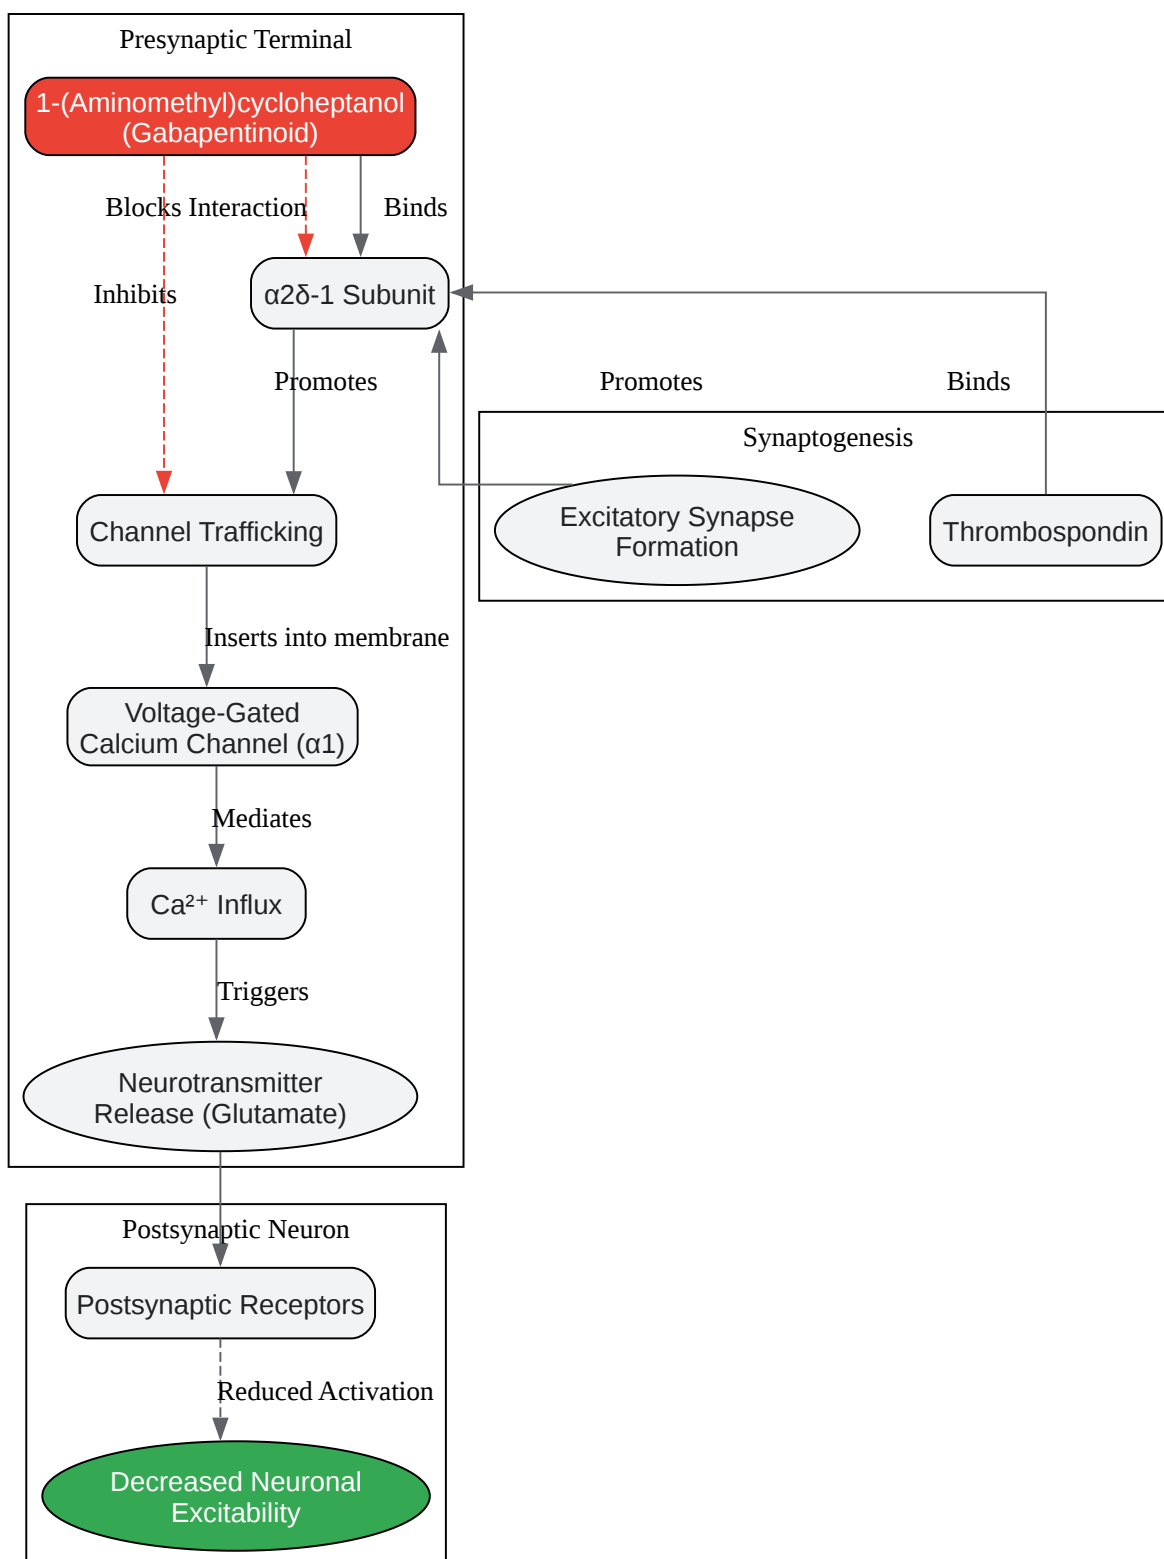 Presynaptic Terminal
1-(Aminomethyl)cycloheptanol
(Gabapentinoid)
Blocks Interaction
Binds
Inhibits
α2δ-1 Subunit
Promotes
Promotes
Binds
Synaptogenesis
Excitatory Synapse
Formation
Thrombospondin
Channel Trafficking
Inserts into membrane
Voltage-Gated
Calcium Channel (α1)
Mediates
Ca²⁺ Influx
Triggers
Neurotransmitter
Release (Glutamate)
Postsynaptic Neuron
Postsynaptic Receptors
Reduced Activation
Decreased Neuronal
Excitability